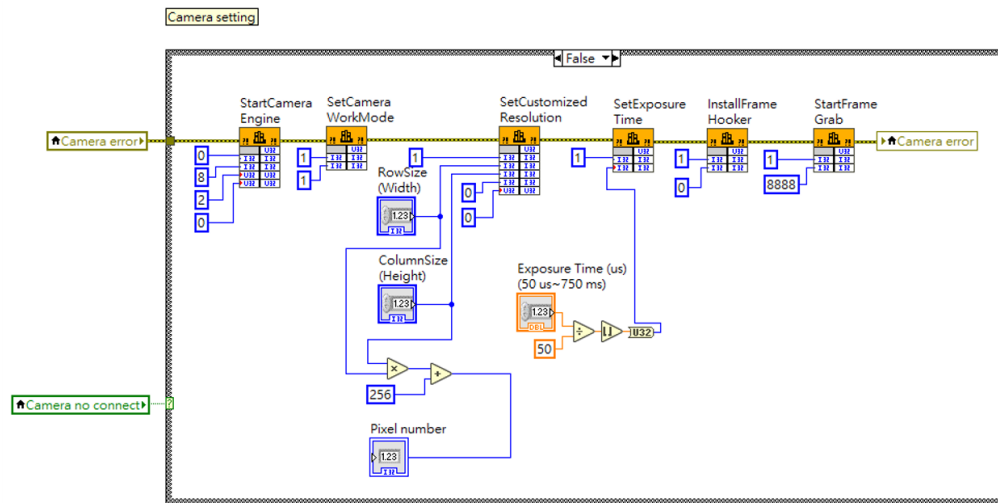 Camera setting
False
StartCamera
Engine
SetCamera
WorkMode
SetCustomized
Resolution
SetExposure
Time
InstallFrame
Hooker
StartFrame
Grab
Camera error
Camera error
0
8
2
0
1
1
1
0
0
1
1
0
1
8888
RowSize
(Width)
1.23
ColumnSize
(Height)
1.23
Exposure Time (us)
(50 us~750 ms)
1.23
DBL
50
U32
256
Camera no connect
?
Pixel number
1.23